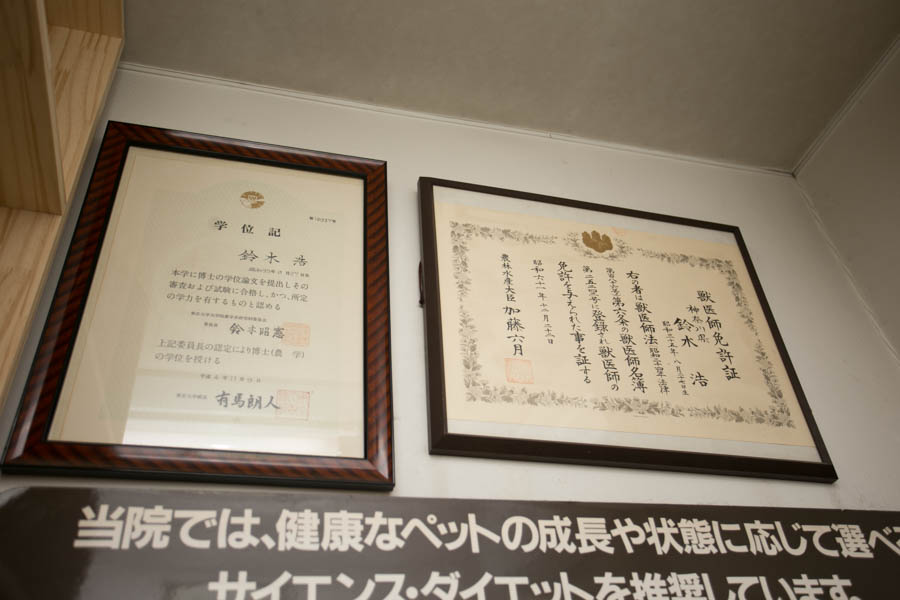 学位記
鈴木 浩
本学に博士の学位論文を提出しその
審査および試験に合格し、かつ、所定
の学力を有するものと認める
鈴木昭憲
上記委員長の認定により博士（農学）
の学位を授ける
有馬朗人
獣医師免許証
神奈川県
鈴木 浩
右の者は獣医師法
第六条の獣医師名簿
に登録され獣医師の
免許を与えられた事を証する
昭和六十一年
農林水産大臣 加藤六月
当院では、健康なペットの成長や状態に応じて選べ
サイエンス・ダイエットを推奨しています。